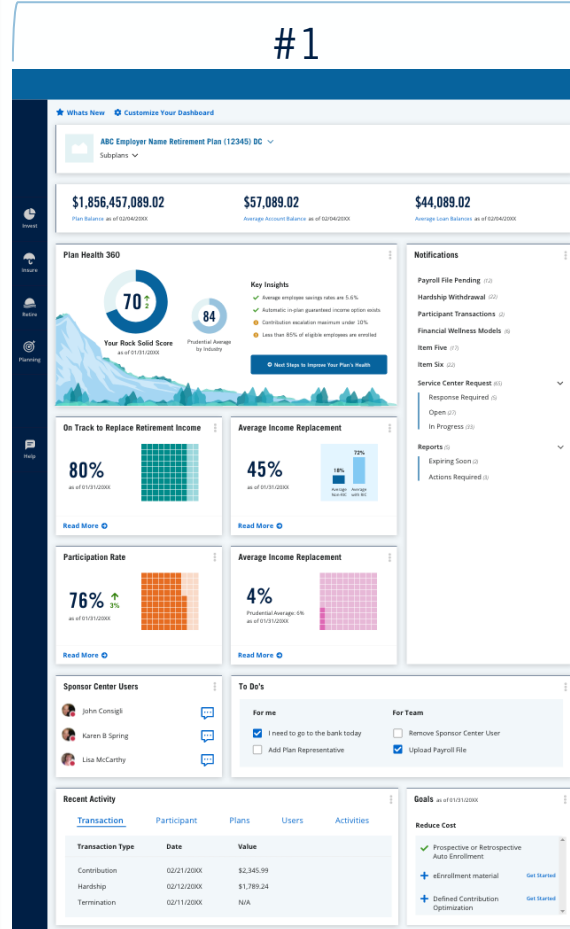 #1
Whats New Customize Your Dashboard
ABC Employer Name Retirement Plan (12345) DC
Subplans
$1,856,457,089.02 $57,089.02 $44,089.02
Plan Balance as of 02/04/20XX Average Account Balance as of 02/04/20XX Average Loan Balances as of 02/04/20XX
Invest
Insure
Retire
Planning
Help
Plan Health 360
70 2
Your Rock Solid Score
as of 01/01/20XX
84
Prudential Average
by Industry
Key Insights
Average employee savings rates are 5.6%
Automatic in-plan guaranteed income option exists
Contribution escalation maximum under 10%
Less than 85% of eligible employees are enrolled
Next Steps to Improve Your Plan's Health
Notifications
Payroll File Pending (12)
Hardship Withdrawal (22)
Participant Transactions (2)
Financial Wellness Models (6)
Item Five (17)
Item Six (22)
Service Center Request (65)
Response Required (5)
Open (27)
In Progress (33)
Reports (5)
Expiring Soon (2)
Actions Required (3)
On Track to Replace Retirement Income
80%
as of 01/31/20XX
Read More
Average Income Replacement
45%
as of 01/31/20XX
18%
72%
Average Average
Non-RIC with-RIC
Read More
Participation Rate
76% 3%
as of 01/31/20XX
Read More
Average Income Replacement
4%
Prudential Average: 6%
as of 01/31/20XX
Read More
Sponsor Center Users
John Consigli
Karen B Spring
Lisa McCarthy
To Do's
For me For Team
I need to go to the bank today Remove Sponsor Center User
Add Plan Representative Upload Payroll File
Recent Activity
Transaction Participant Plans Users Activities
Transaction Type Date Value
Contribution 02/21/20XX $2,345.99
Hardship 02/12/20XX $1,789.24
Termination 02/11/20XX N/A
Goals as of 01/31/20XX
Reduce Cost
Prospective or Retrospective
Auto Enrollment
eEnrollment material Get Started
Defined Contribution Get Started
Optimization